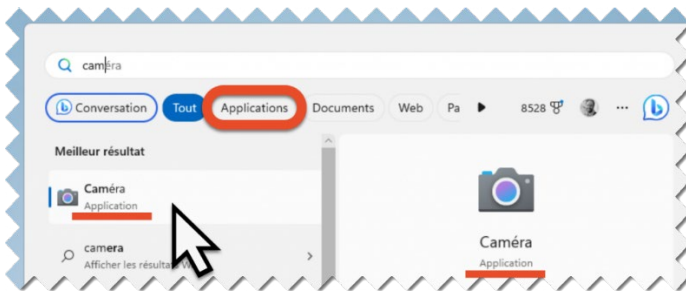 caméra
Conversation Tout Applications Documents Web Pa 8528
Meilleur résultat
Caméra
Application
camera
Afficher les résultats W
Caméra
Application